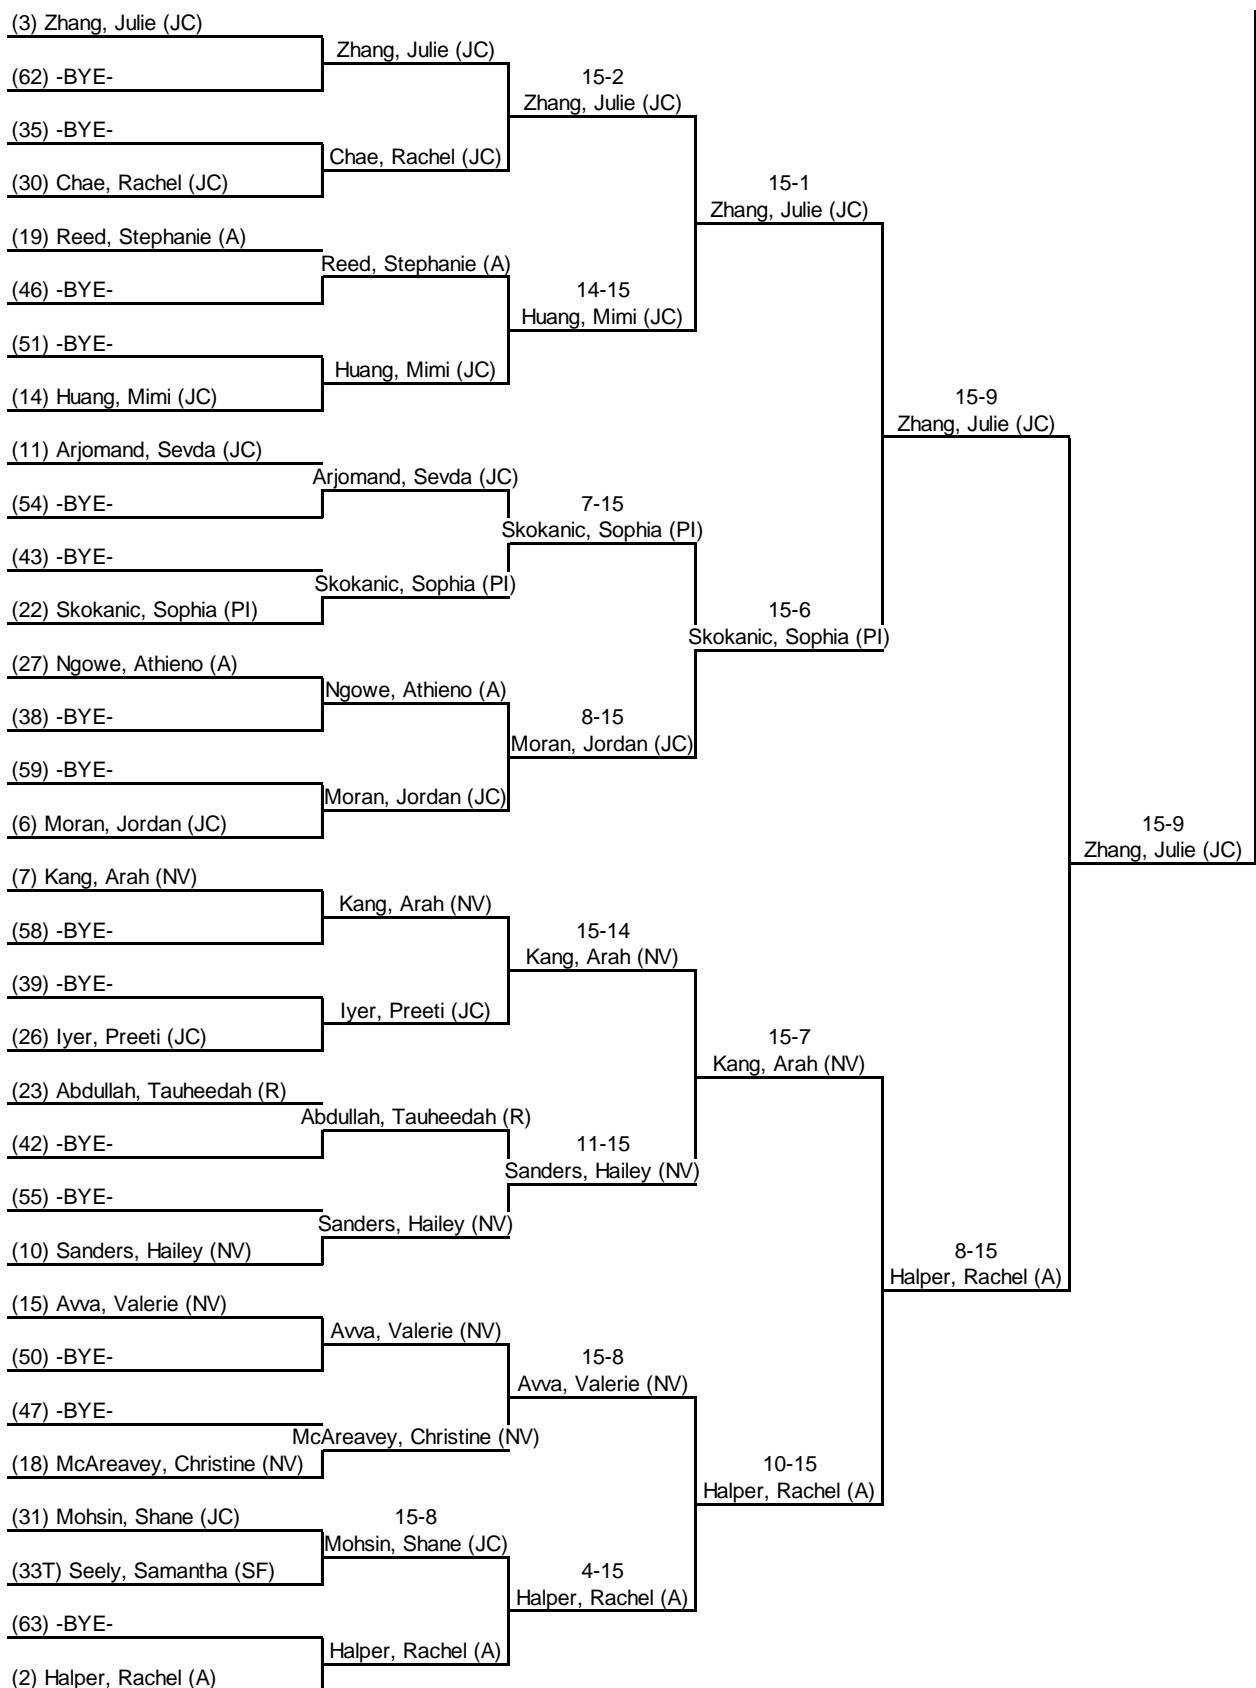 (3) Zhang, Julie (JC)
Zhang, Julie (JC)
(62) -BYE-
15-2
Zhang, Julie (JC)
(35) -BYE-
Chae, Rachel (JC)
(30) Chae, Rachel (JC)
15-1
Zhang, Julie (JC)
(19) Reed, Stephanie (A)
Reed, Stephanie (A)
(46) -BYE-
14-15
Huang, Mimi (JC)
(51) -BYE-
Huang, Mimi (JC)
(14) Huang, Mimi (JC)
15-9
Zhang, Julie (JC)
(11) Arjomand, Sevda (JC)
Arjomand, Sevda (JC)
(54) -BYE-
7-15
Skokanic, Sophia (PI)
(43) -BYE-
Skokanic, Sophia (PI)
(22) Skokanic, Sophia (PI)
15-6
Skokanic, Sophia (PI)
(27) Ngowe, Athieno (A)
Ngowe, Athieno (A)
(38) -BYE-
8-15
Moran, Jordan (JC)
(59) -BYE-
Moran, Jordan (JC)
(6) Moran, Jordan (JC)
15-9
Zhang, Julie (JC)
(7) Kang, Arah (NV)
Kang, Arah (NV)
(58) -BYE-
15-14
Kang, Arah (NV)
(39) -BYE-
Iyer, Preeti (JC)
(26) Iyer, Preeti (JC)
15-7
Kang, Arah (NV)
(23) Abdullah, Tauheedah (R)
Abdullah, Tauheedah (R)
(42) -BYE-
11-15
Sanders, Hailey (NV)
(55) -BYE-
Sanders, Hailey (NV)
(10) Sanders, Hailey (NV)
8-15
Halper, Rachel (A)
(15) Avva, Valerie (NV)
Avva, Valerie (NV)
(50) -BYE-
15-8
Avva, Valerie (NV)
(47) -BYE-
McAreavey, Christine (NV)
(18) McAreavey, Christine (NV)
10-15
Halper, Rachel (A)
(31) Mohsin, Shane (JC)
15-8
Mohsin, Shane (JC)
(33T) Seely, Samantha (SF)
4-15
Halper, Rachel (A)
(63) -BYE-
Halper, Rachel (A)
(2) Halper, Rachel (A)